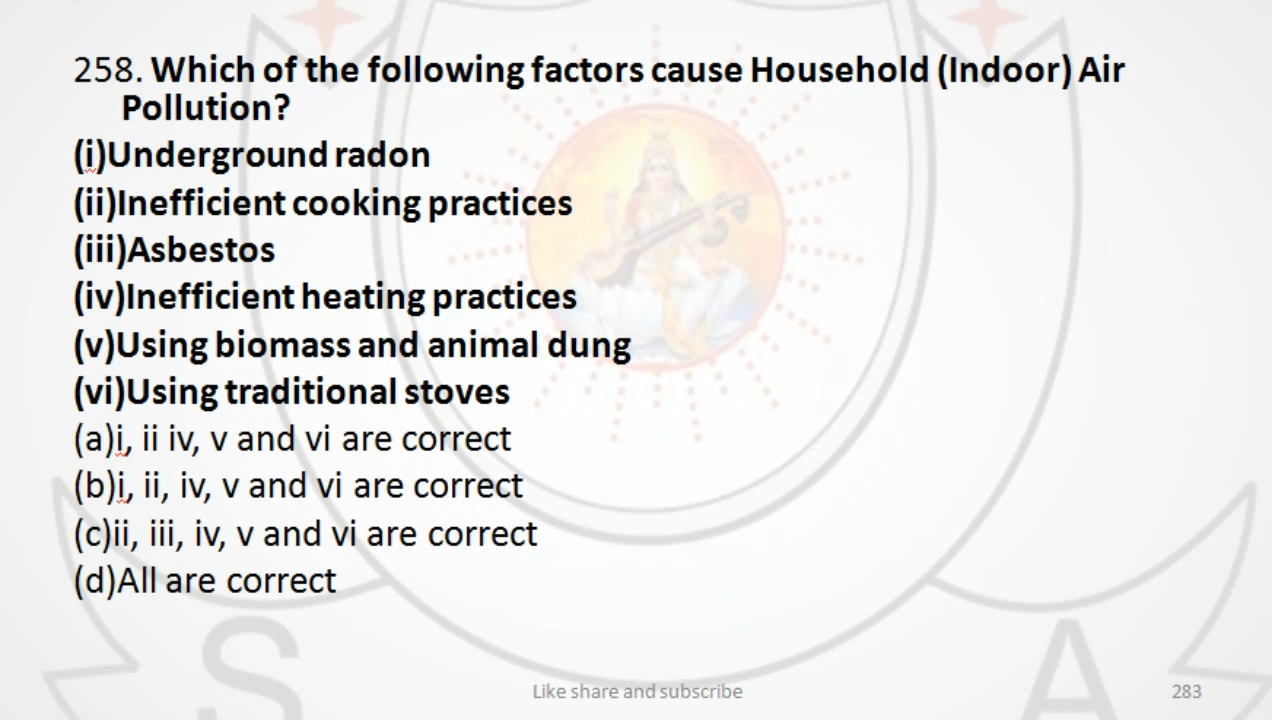 258. Which of the following factors cause Household (Indoor) Air
Pollution?
(i)Underground radon
(ii)Inefficient cooking practices
(iii)Asbestos
(iv)Inefficient heating practices
(v)Using biomass and animal dung
(vi)Using traditional stoves
(a)i, ii iv, v and vi are correct
(b)i, ii, iv, v and vi are correct
(c)ii, iii, iv, v and vi are correct
(d)All are correct
S A
Like share and subscribe 283